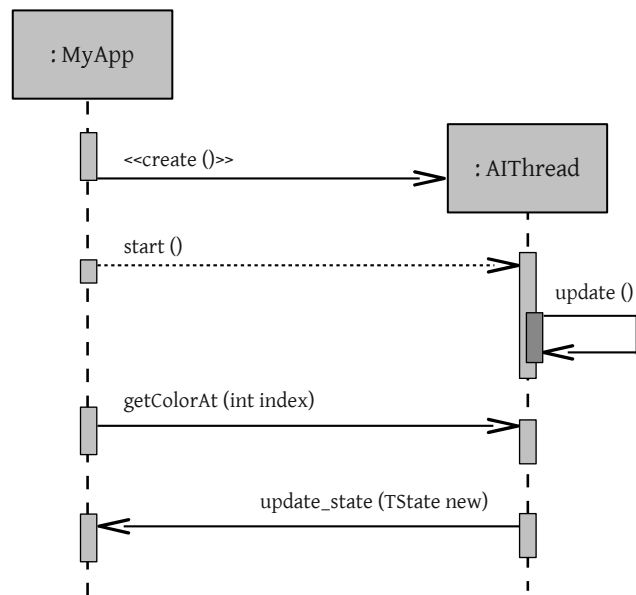 : MyApp
<<create ()>>
: AIThread
start ()
update ()
getColorAt (int index)
update_state (TState new)